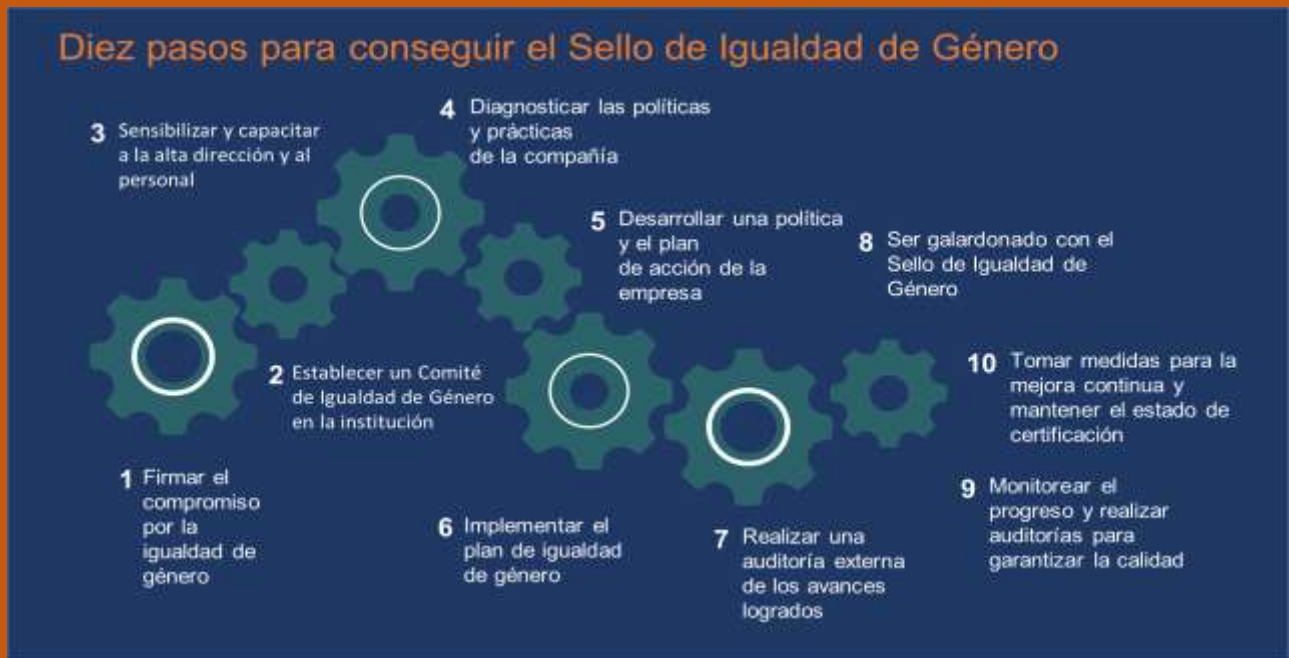 Diez pasos para conseguir el Sello de Igualdad de Género
1 Firmar el
compromiso
por la
igualdad de
género
2 Establecer un Comité
de Igualdad de Género
en la institución
3 Sensibilizar y capacitar
a la alta dirección y al
personal
4 Diagnosticar las políticas
y prácticas
de la compañía
5 Desarrollar una política
y el plan
de acción de la
empresa
6 Implementar el
plan de igualdad
de género
7 Realizar una
auditoría externa
de los avances
logrados
8 Ser galardonado con el
Sello de Igualdad de
Género
9 Monitorear el
progreso y realizar
auditorías para
garantizar la calidad
10 Tomar medidas para la
mejora continua y
mantener el estado de
certificación